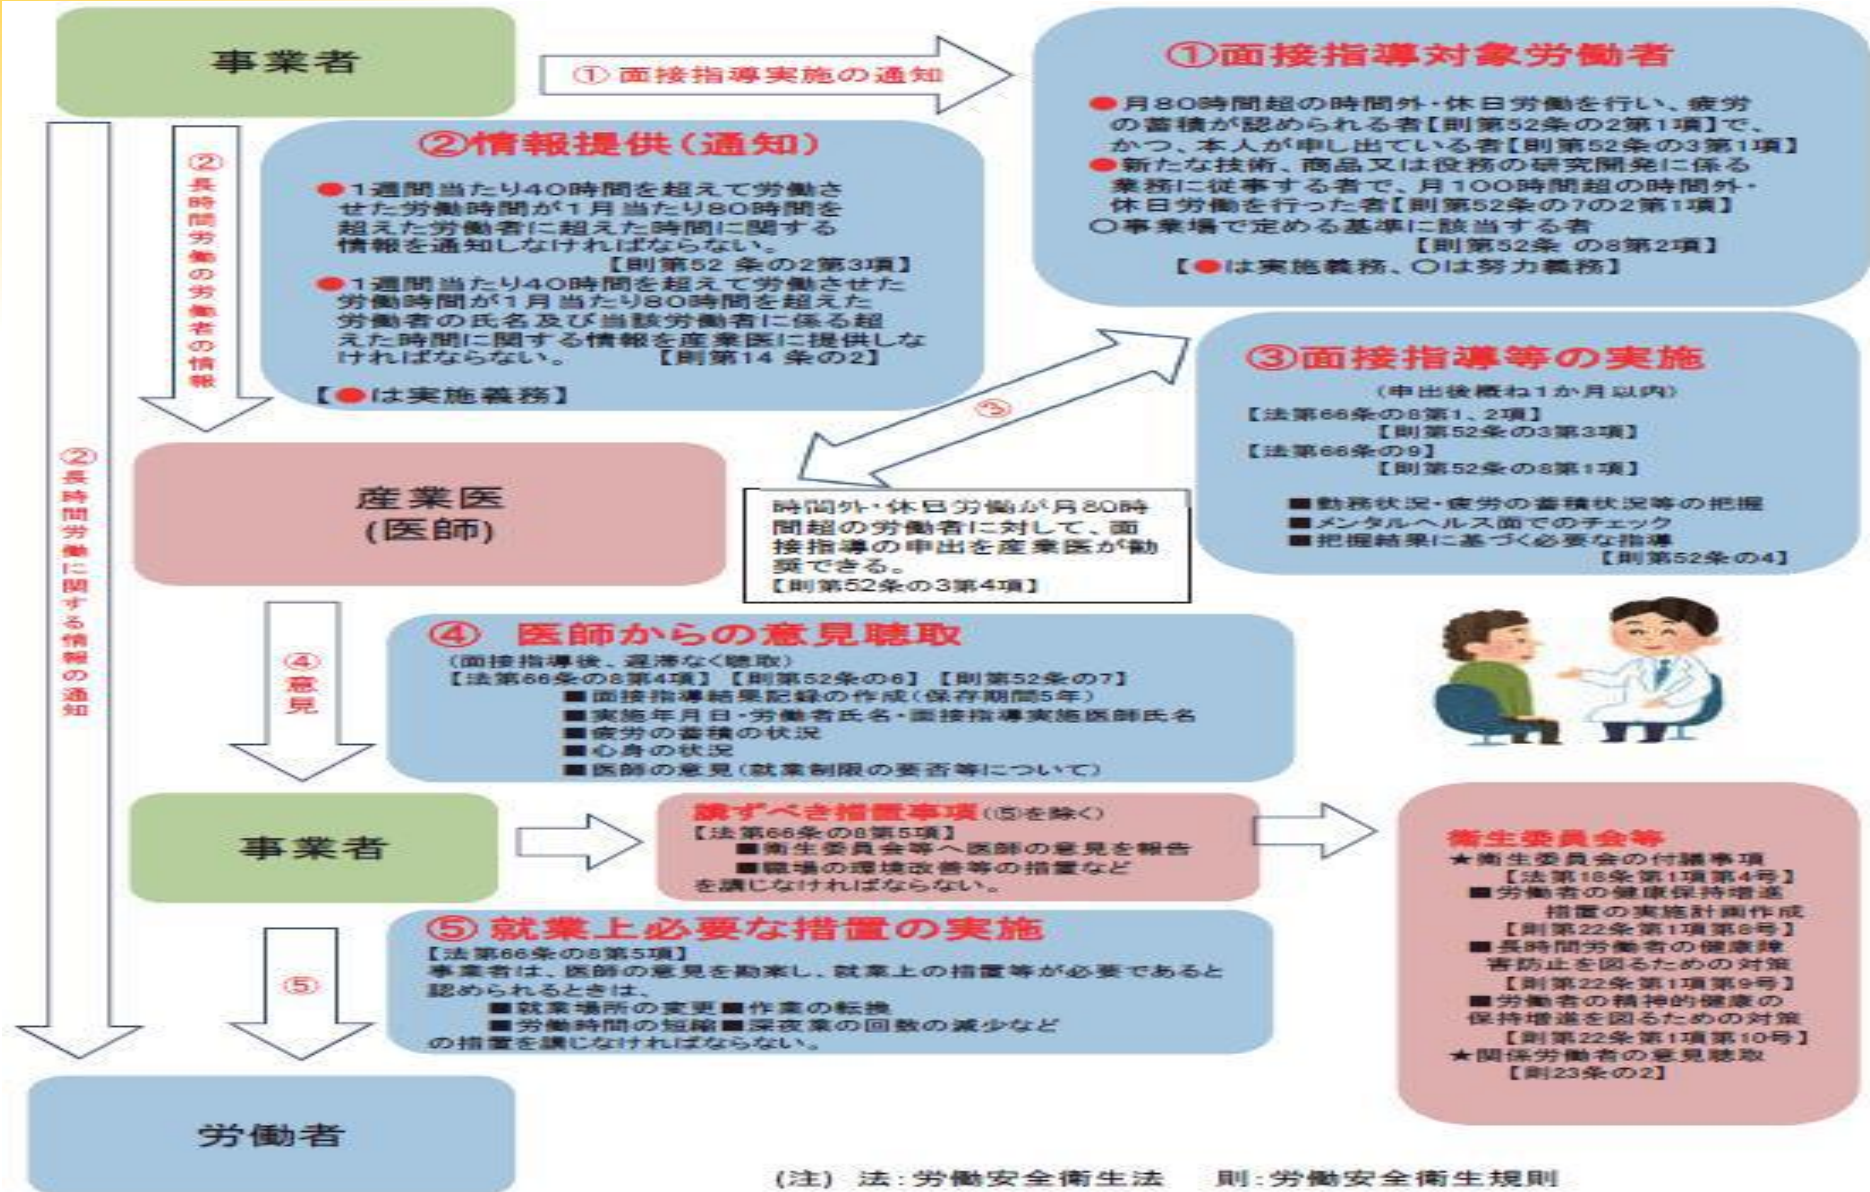 事業者
①面接指導実施の通知
①面接指導対象労働者
●月80時間超の時間外・休日労働を行い、疲労
の蓄積が認められる者【則第52条の2第1項】で、
かつ、本人が申し出ている者【則第52条の3第1項】
●新たな技術、商品又は役務の研究開発に係る
業務に従事する者で、月100時間超の時間外・
休日労働を行った者【則第52条の7の2第1項】
○事業場で定める基準に該当する者
【則第52条 の8第2項】
【●は実施義務、○は努力義務】
②長時間労働の労働者の情報
②情報提供(通知)
●1週間当たり40時間を超えて労働さ
せた労働時間が1月当たり80時間を
超えた労働者に超えた時間に関する
情報を通知しなければならない。
【則第52 条の2第3項】
●1週間当たり40時間を超えて労働させた
労働時間が1月当たり80時間を超えた
労働者の氏名及び当該労働者に係る超
えた時間に関する情報を産業医に提供しな
ければならない。 【則第14 条の2】
【●は実施義務】
②長時間労働に関する情報の通知
③
③面接指導等の実施
(申出後概ね1か月以内)
【法第66条の8第1、2項】
【則第52条の3第3項】
【法第66条の9】
【則第52条の8第1項】
■勤務状況・疲労の蓄積状況等の把握
■メンタルヘルス面でのチェック
■把握結果に基づく必要な指導
【則第52条の4】
産業医
(医師)
時間外・休日労働が月80時
間超の労働者に対して、面
接指導の申出を産業医が勧
奨できる。
【則第52条の3第4項】
④意見
④ 医師からの意見聴取
(面接指導後、遅滞なく聴取)
【法第66条の8第4項】【則第52条の6】【則第52条の7】
■面接指導結果記録の作成(保存期間5年)
■実施年月日・労働者氏名・面接指導実施医師氏名
■疲労の蓄積の状況
■心身の状況
■医師の意見(就業制限の要否等について)
事業者
講ずべき措置事項(⑤を除く)
【法第66条の8第5項】
■衛生委員会等へ医師の意見を報告
■職場の環境改善等の措置など
を講じなければならない。
衛生委員会等
★衛生委員会の付議事項
【法第18条第1項第4号】
■労働者の健康保持増進
措置の実施計画作成
【則第22条第1項第8号】
■長時間労働者の健康障
害防止を図るための対策
【則第22条第1項第9号】
■労働者の精神的健康の
保持増進を図るための対策
【則第22条第1項第10号】
★関係労働者の意見聴取
【則23条の2】
⑤
⑤就業上必要な措置の実施
【法第66条の8第5項】
事業者は、医師の意見を勘案し、就業上の措置等が必要であると
認められるときは、
■就業場所の変更■作業の転換
■労働時間の短縮■深夜業の回数の減少など
の措置を講じなければならない。
労働者
(注) 法:労働安全衛生法 則:労働安全衛生規則